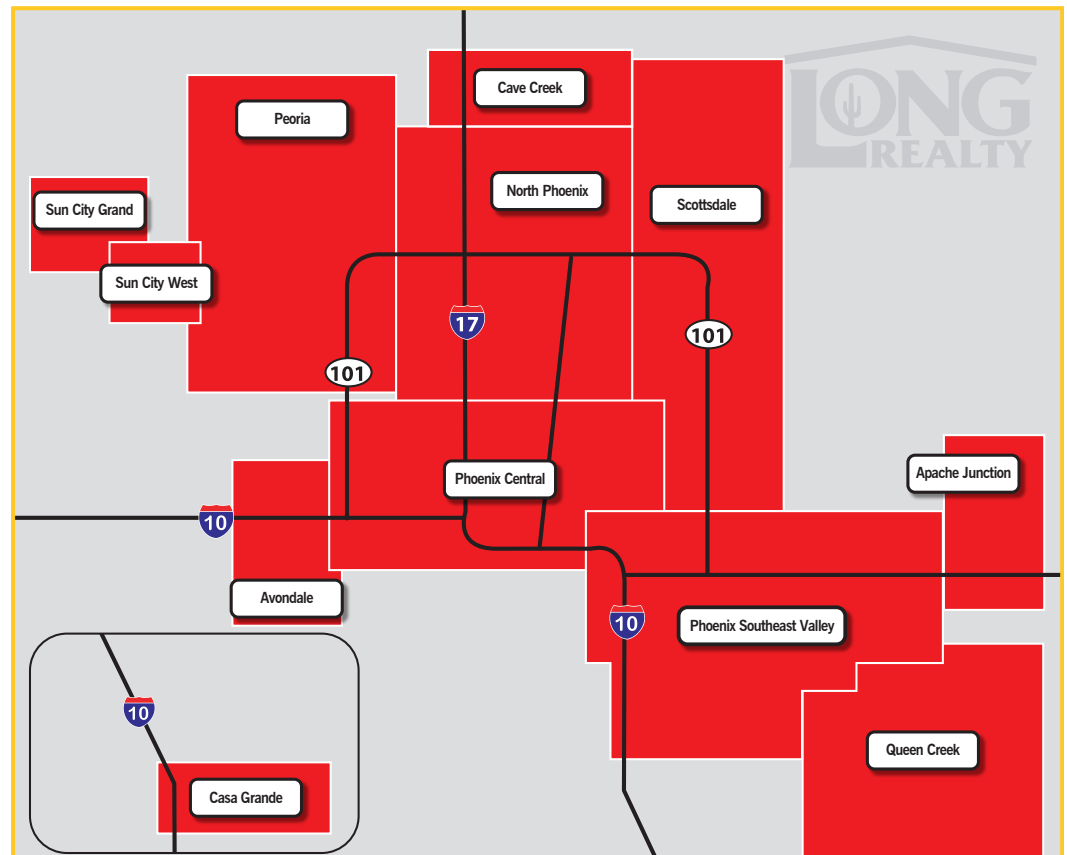 LONG
REALTY
Cave Creek
Peoria
North Phoenix
Scottsdale
Sun City Grand
Sun City West
17
101
101
Phoenix Central
Apache Junction
10
Avondale
10
Phoenix Southeast Valley
10
Queen Creek
Casa Grande